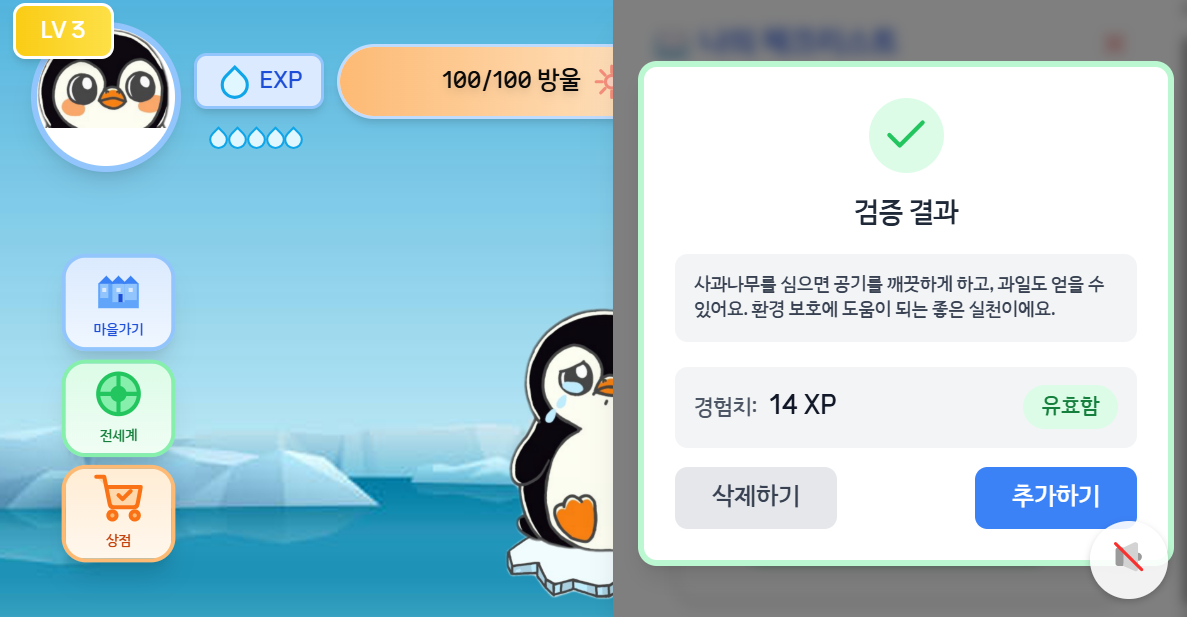 LV 3
EXP
100/100 방울
마을가기
전세계
상점
검증 결과
사과나무를 심으면 공기를 깨끗하게 하고, 과일도 얻을 수
있어요. 환경 보호에 도움이 되는 좋은 실천이에요.
경험치: 14 XP
유효함
삭제하기
추가하기